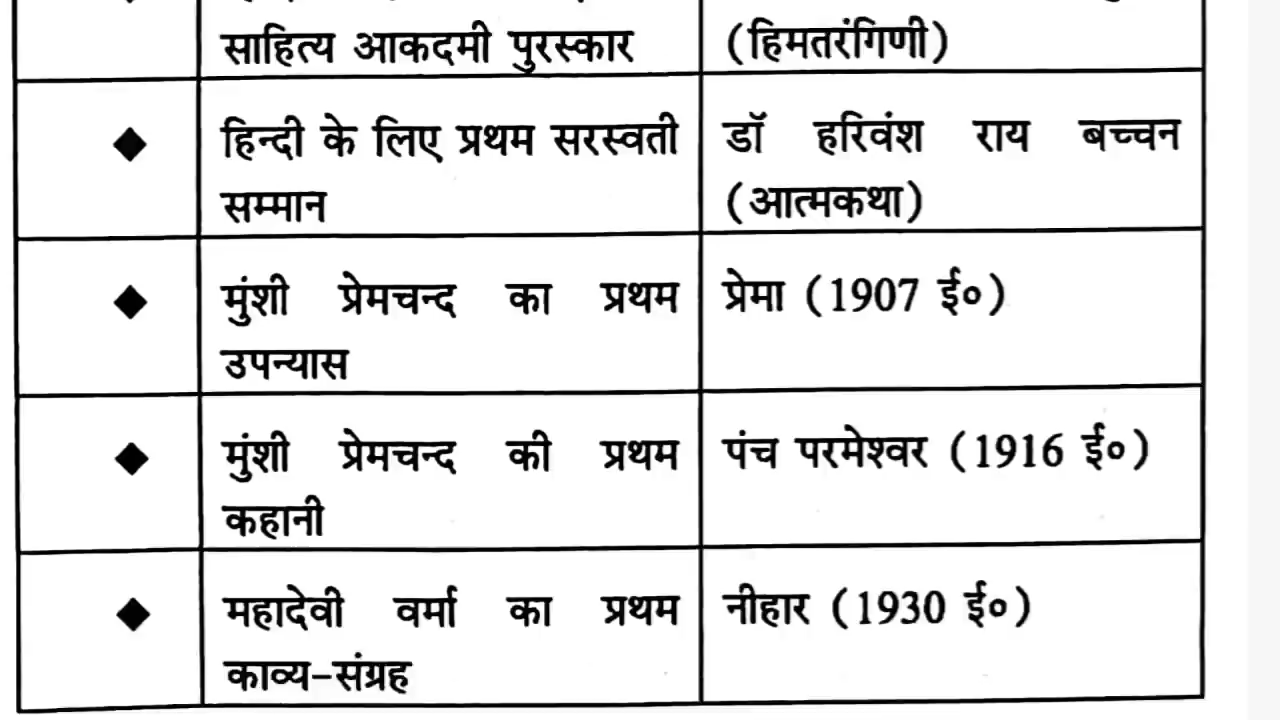 साहित्य आकदमी पुरस्कार (हिमतरंगिणी)
हिन्दी के लिए प्रथम सरस्वती डॉ हरिवंश राय बच्चन
सम्मान (आत्मकथा)
मुंशी प्रेमचन्द का प्रथम प्रेमा (1907 ई०)
उपन्यास
मुंशी प्रेमचन्द की प्रथम पंच परमेश्वर (1916 ई०)
कहानी
महादेवी वर्मा का प्रथम नीहार (1930 ई०)
काव्य-संग्रह